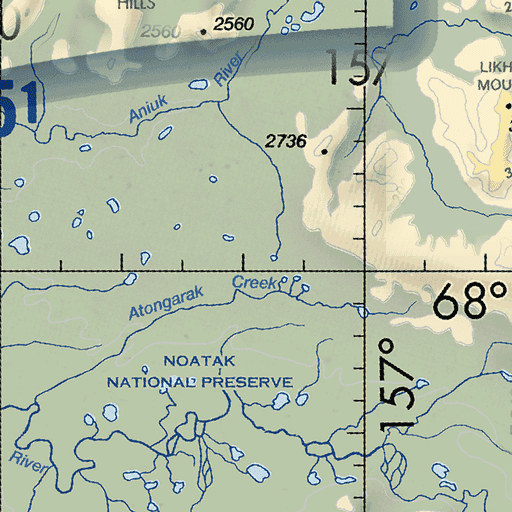 HILLS
2560
2560
157
LIKH
MOU
River
Aniuk
51
2736
Atongarak Creek
68°
NOATAK
NATIONAL PRESERVE
157°
River